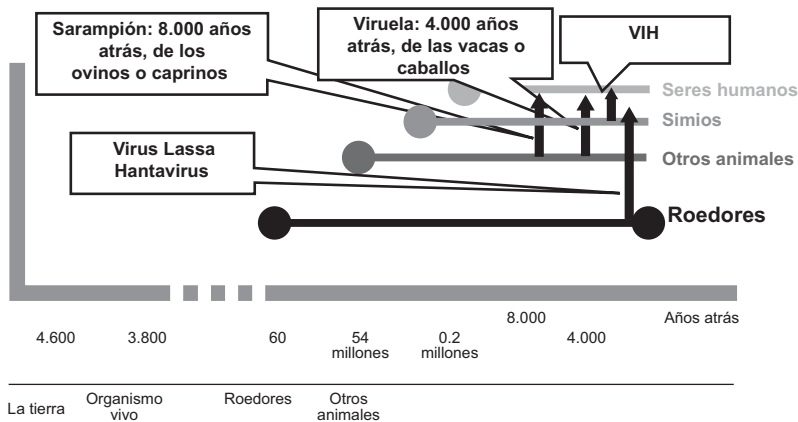 Sarampión: 8.000 años
atrás, de los
ovinos o caprinos
Viruela: 4.000 años
atrás, de las vacas o
caballos
VIH
Seres humanos
Simios
Otros animales
Virus Lassa
Hantavirus
Roedores
8.000
Años atrás
4.600
3.800
60
54
millones
0.2
millones
4.000
La tierra
Organismo
vivo
Roedores
Otros
animales